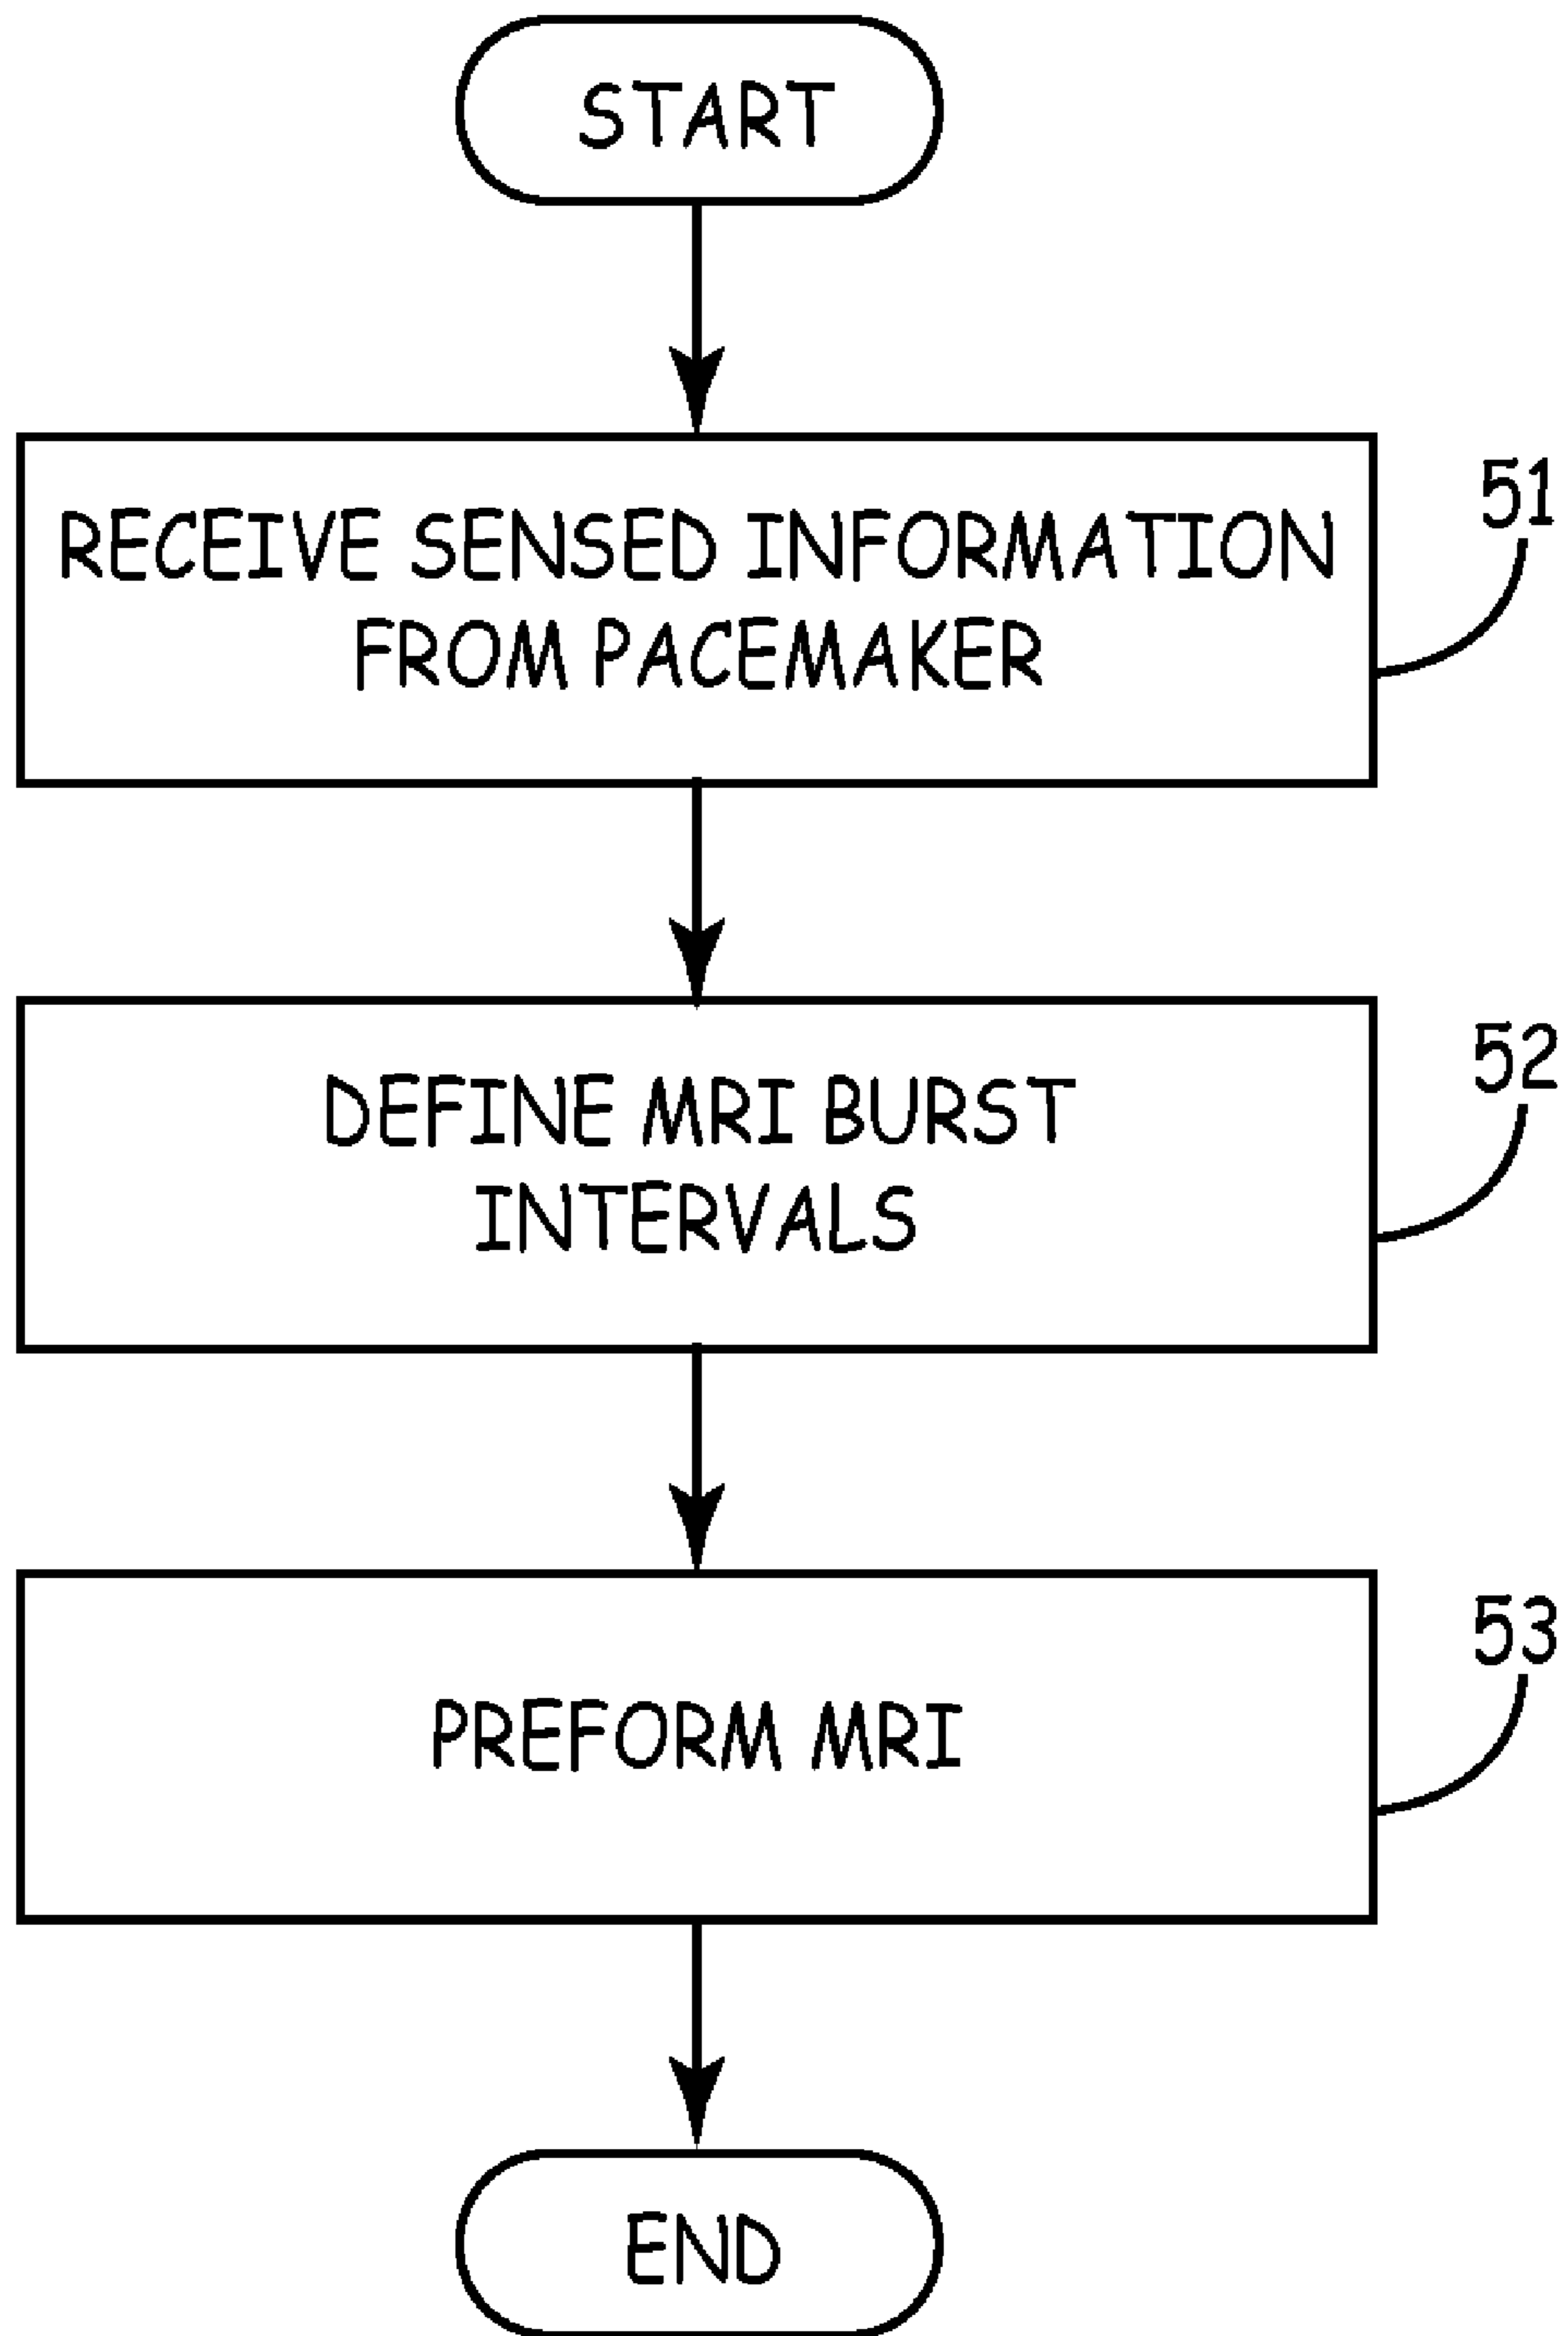 START
RECEIVE SENSED INFORMATION
FROM PACEMAKER
51
DEFINE MRI BURST
INTERVALS
52
PREFORM MRI
53
END